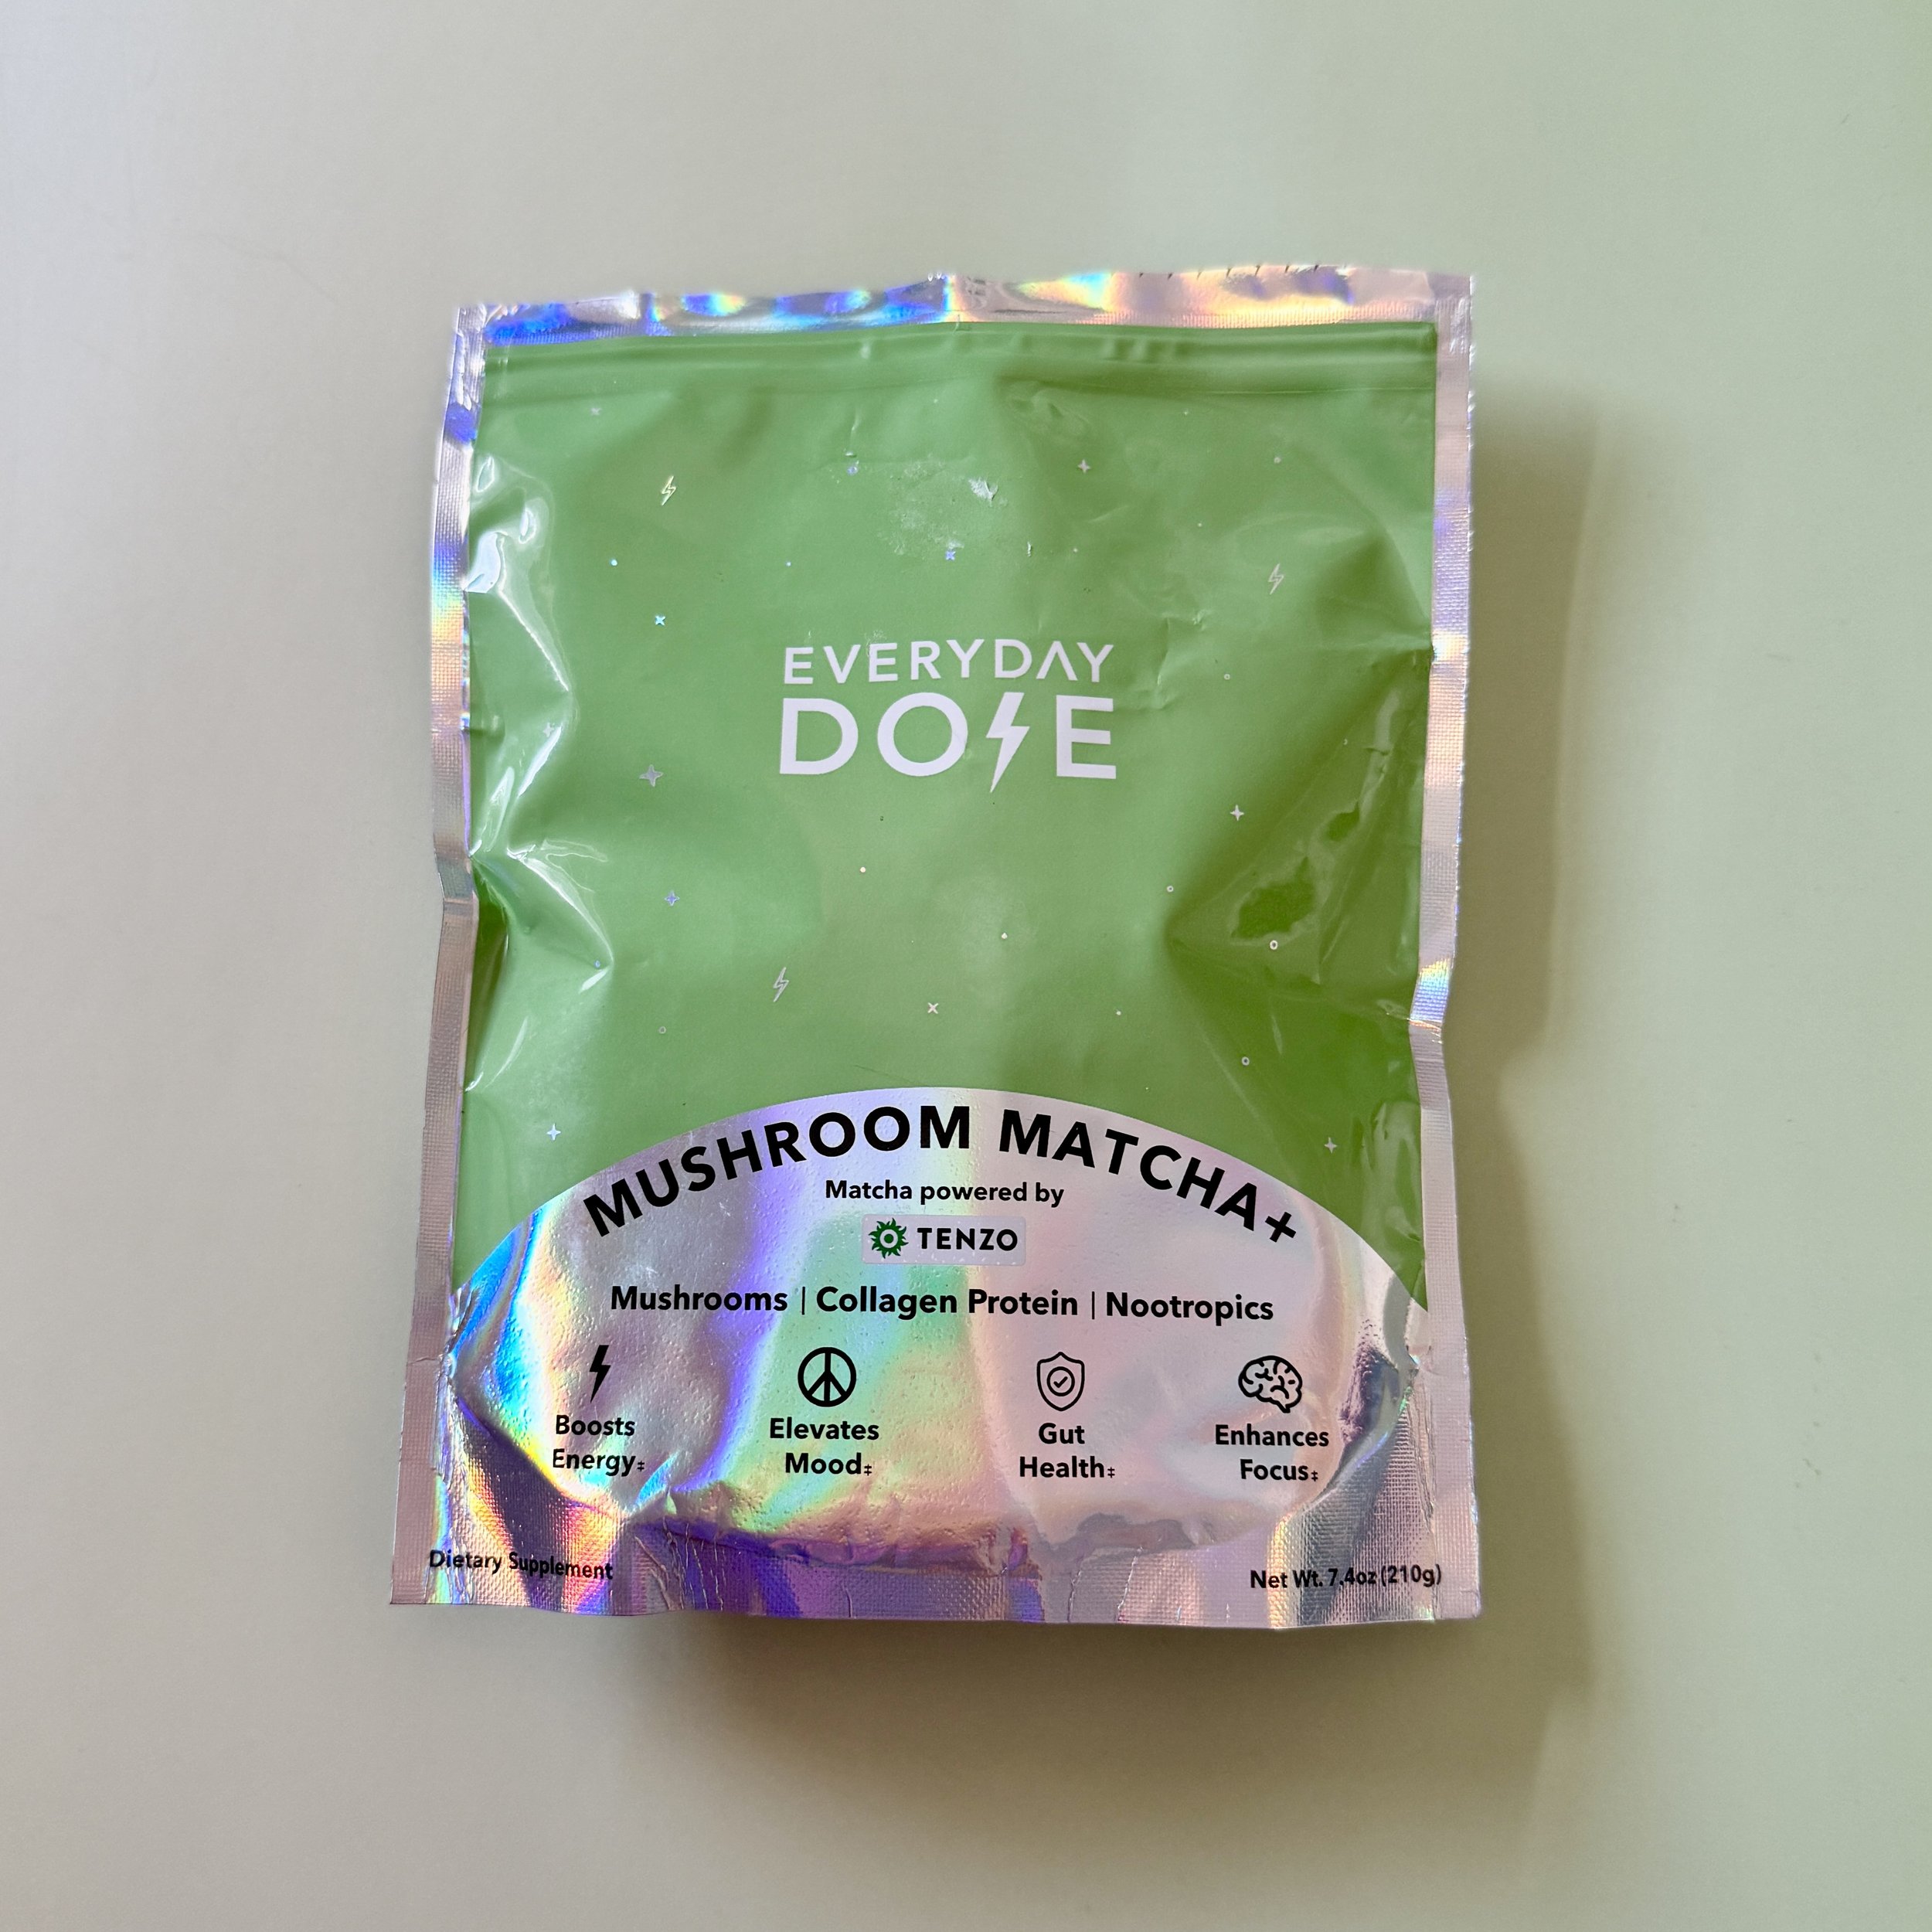 EVERYDAY
DOSE
MUSHROOM MATCHA+
Matcha powered by
TENZO
Mushrooms | Collagen Protein | Nootropics
Boosts
Energy‡
Elevates
Mood‡
Gut
Health‡
Enhances
Focus‡
Dietary Supplement
Net Wt. 7.4oz (210g)